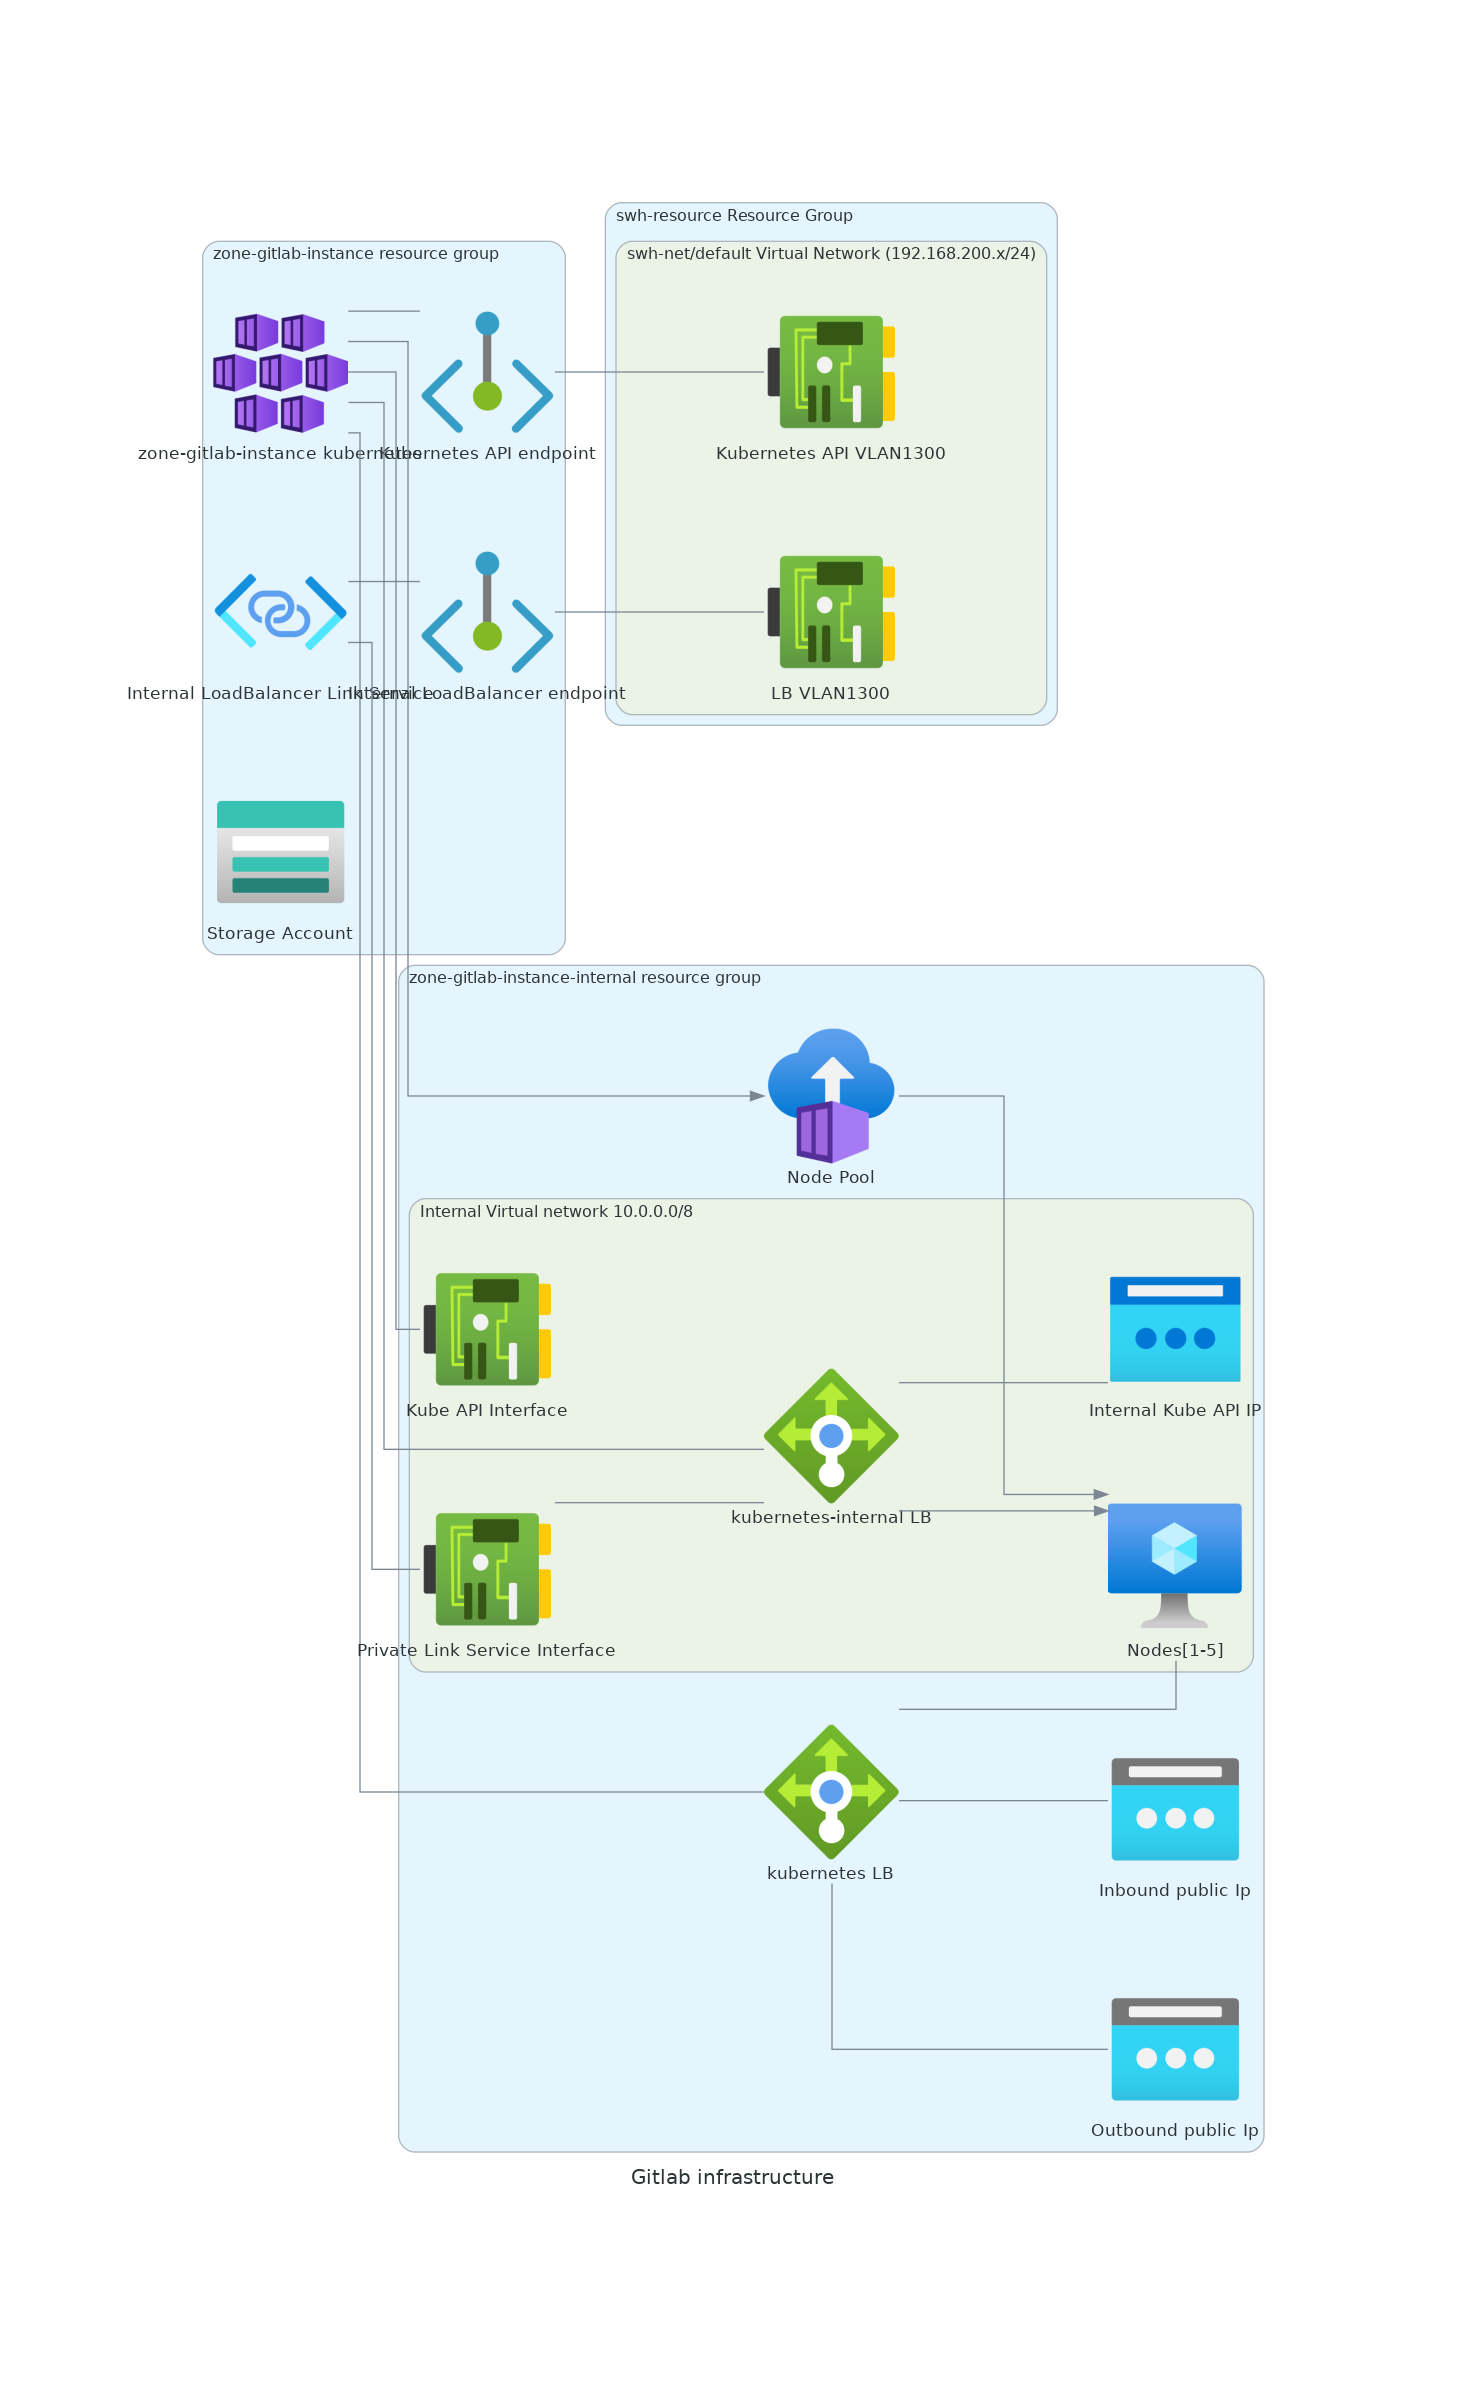 swh-resource Resource Group
zone-gitlab-instance resource group
swh-net/default Virtual Network (192.168.200.x/24)
zone-gitlab-instance kubernetes
Kubernetes API endpoint
Kubernetes API VLAN1300
Internal LoadBalancer Link Service
Internal LoadBalancer endpoint
LB VLAN1300
Storage Account
zone-gitlab-instance-internal resource group
Node Pool
Internal Virtual network 10.0.0.0/8
Kube API Interface
Internal Kube API IP
kubernetes-internal LB
Private Link Service Interface
Nodes[1-5]
kubernetes LB
Inbound public Ip
Outbound public Ip
Gitlab infrastructure